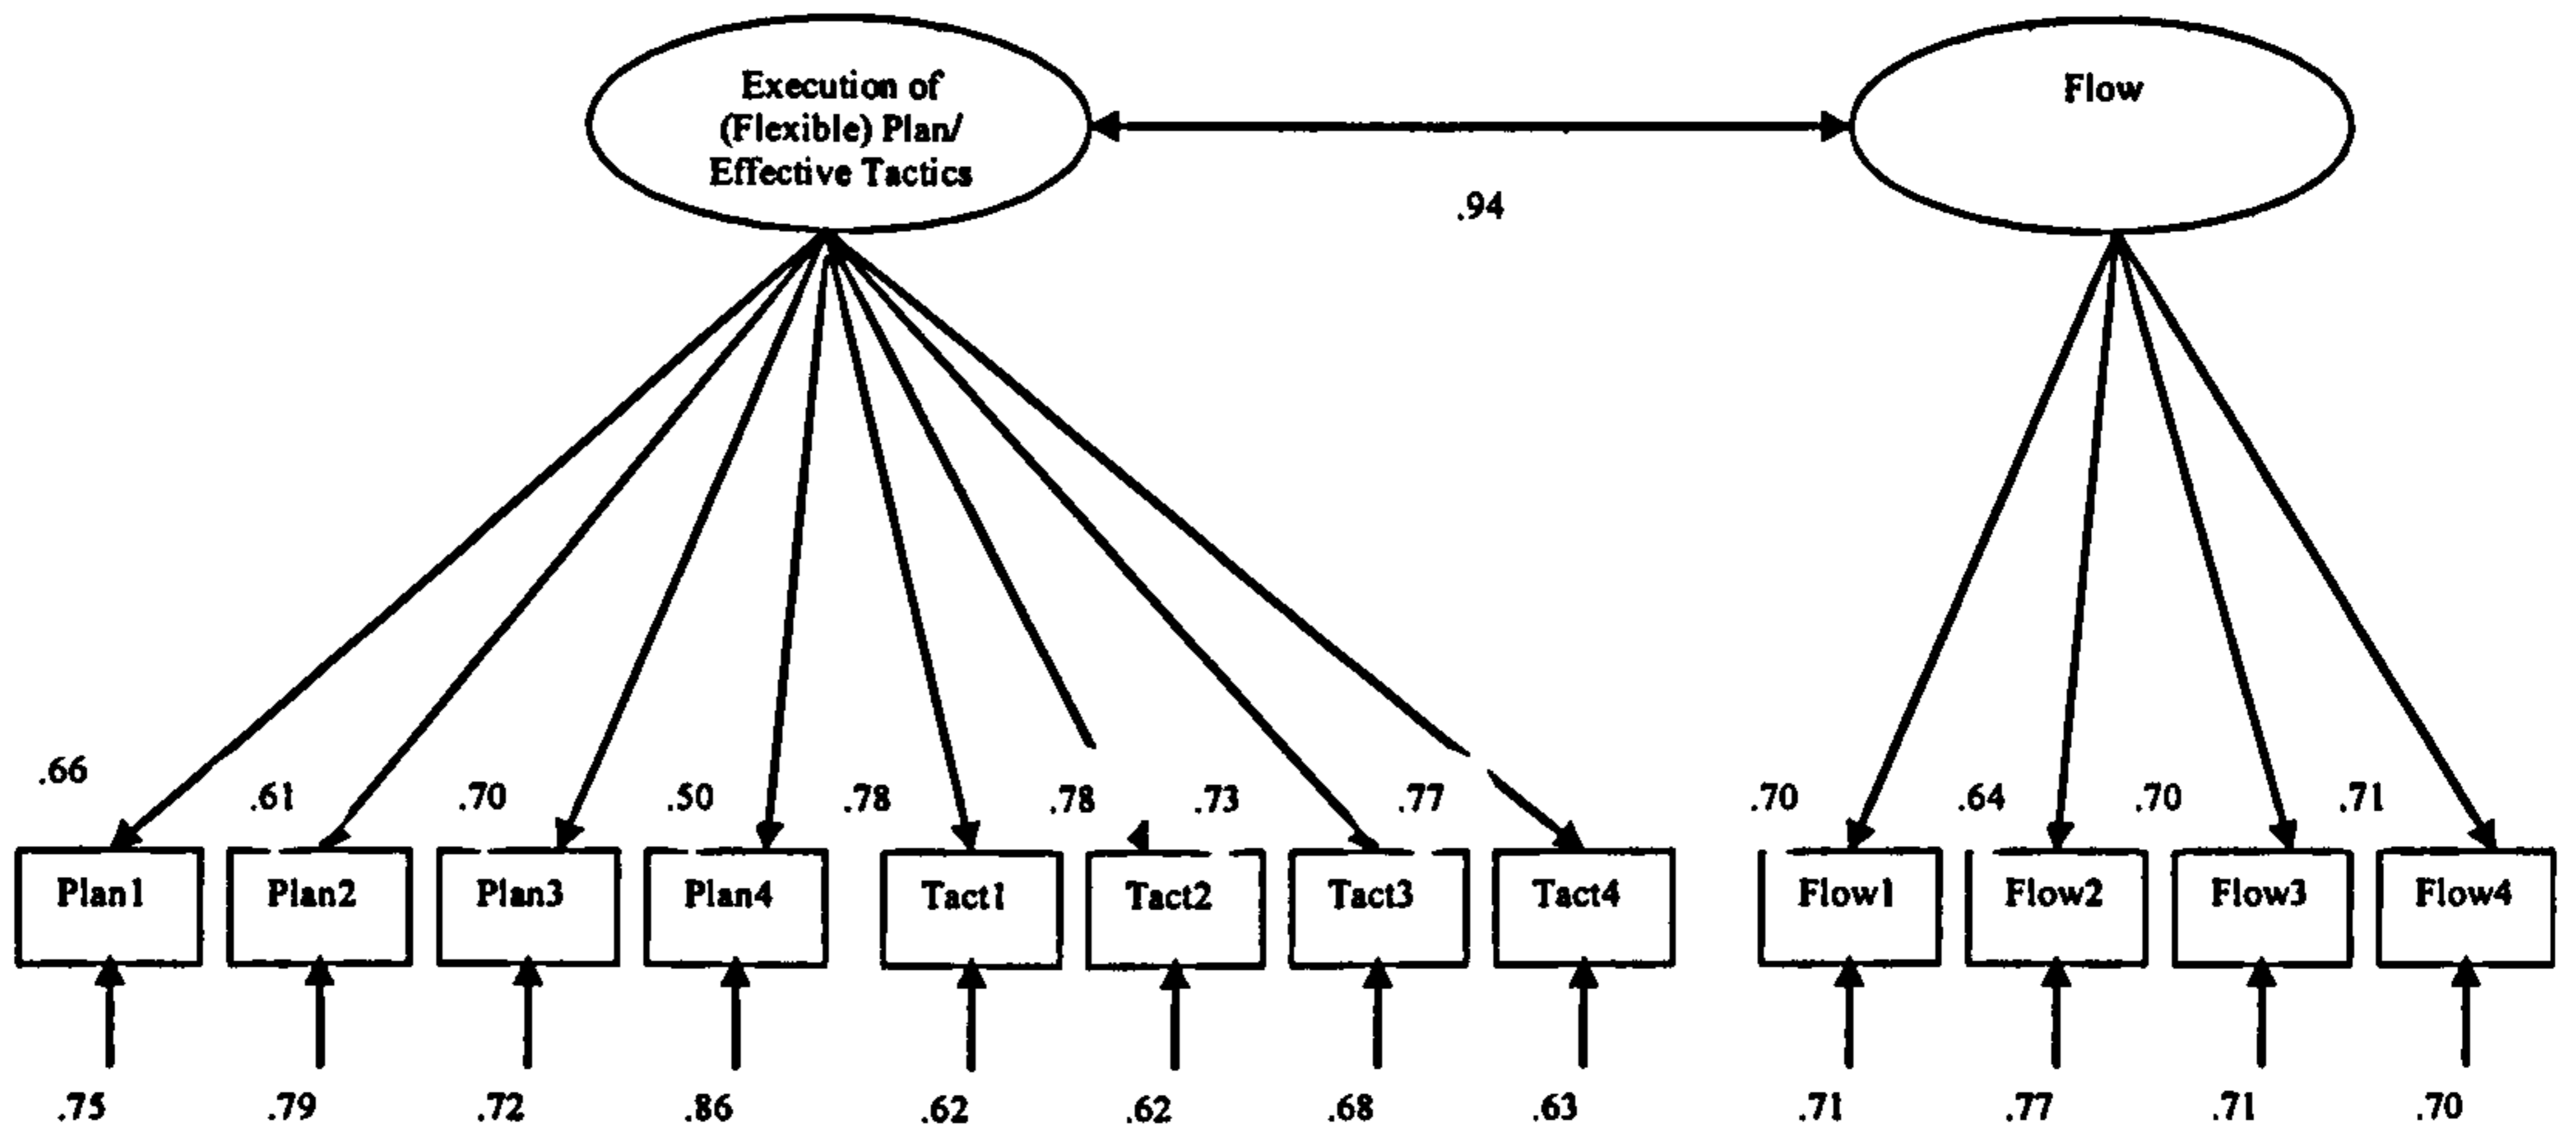 Execution of
(Flexible) Plan/
Effective Tactics
Flow
.94
.66
.61
.70
.50
.78
.78
.73
.77
.70
.64
.70
.71
Plan1
Plan2
Plan3
Plan4
Tact1
Tact2
Tact3
Tact4
Flow1
Flow2
Flow3
Flow4
.75
.79
.72
.86
.62
.62
.68
.63
.71
.77
.71
.70